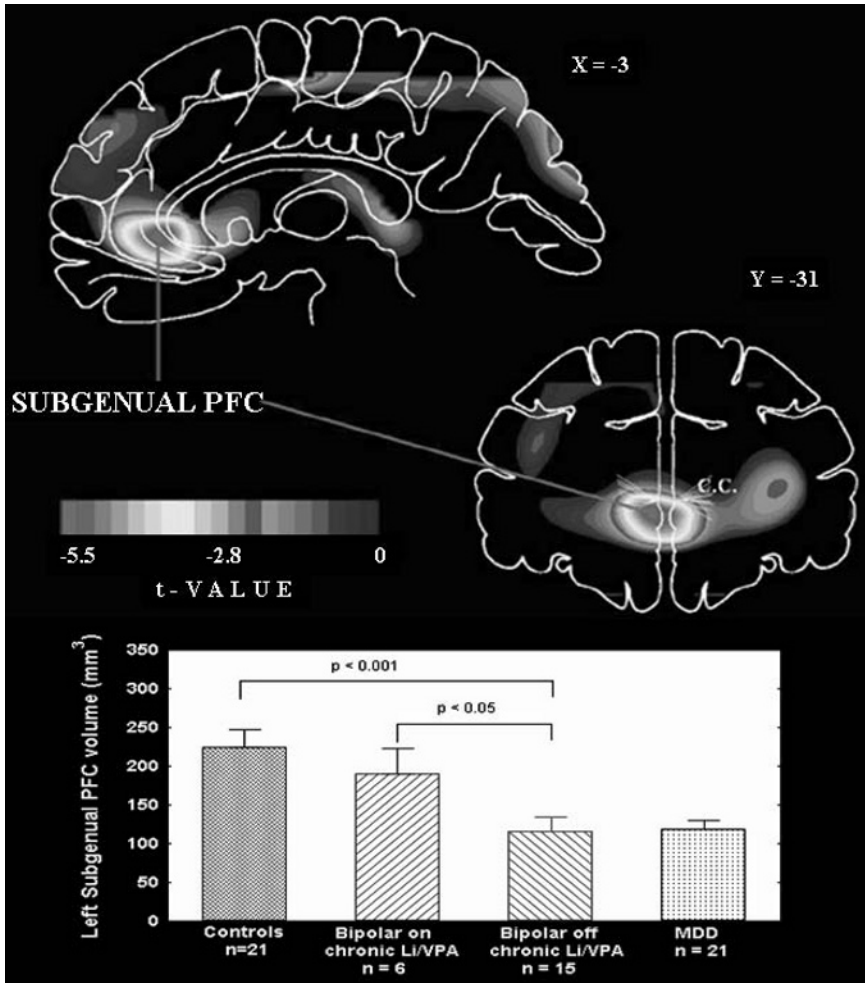 X = -3
Y = -31
SUBGENUAL PFC
C.C.
-5.5 -2.8 0
t - V A L U E
Left Subgenual PFC volume (mm³)
350
300
250
200
150
100
50
0
p < 0.001
p < 0.05
Controls
n=21
Bipolar on
chronic Li/VPA
n = 6
Bipolar off
chronic Li/VPA
n = 15
MDD
n = 21